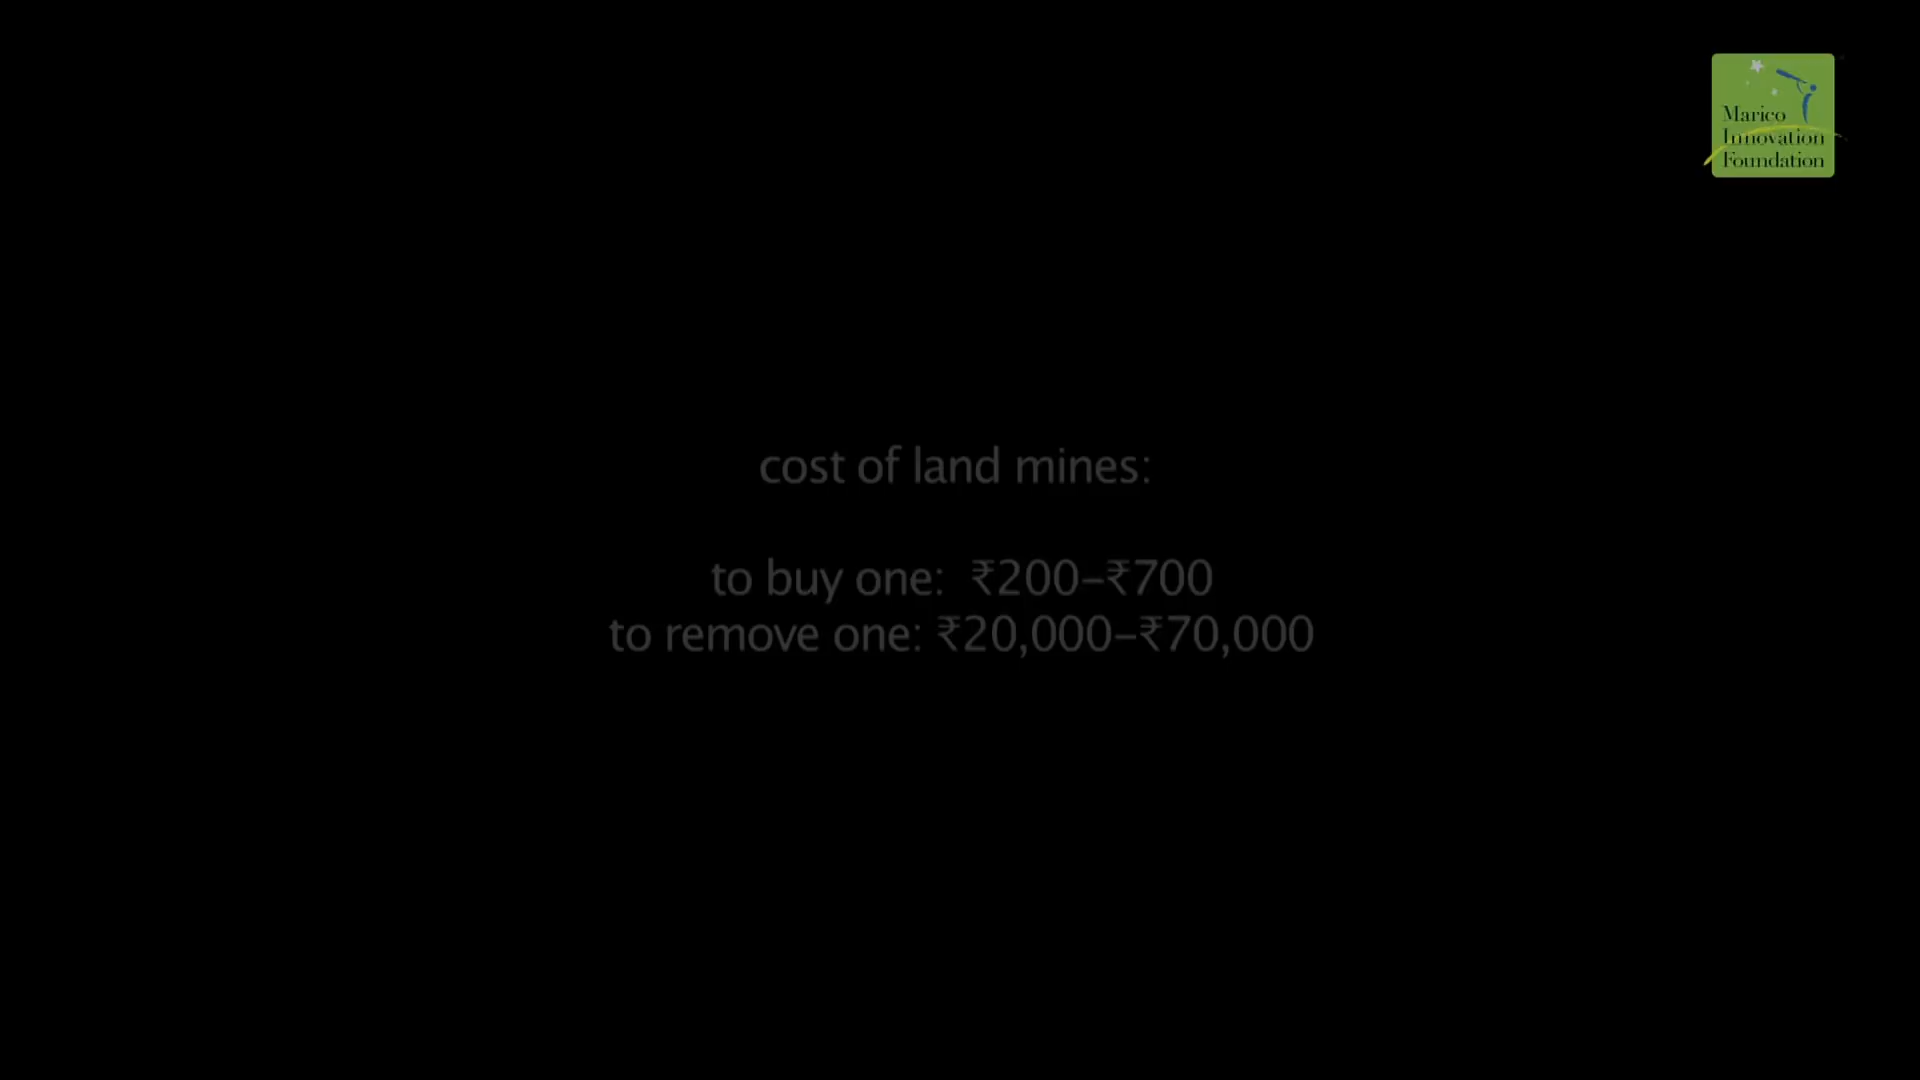 Marico
Innovation
Foundation
cost of land mines:
to buy one: ₹200–₹700
to remove one: ₹20,000–₹70,000